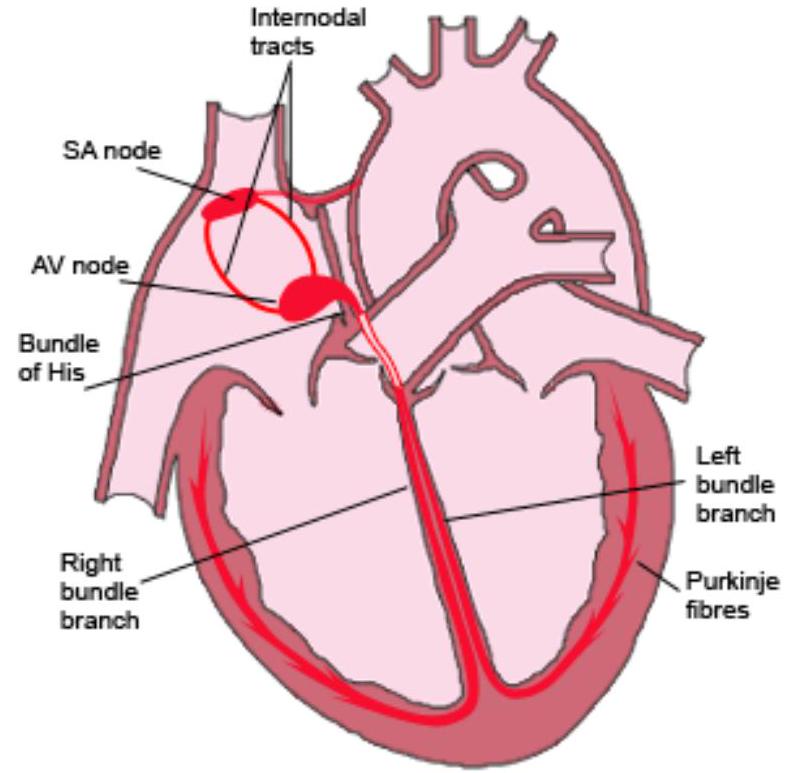 Internodal
tracts
SA node
AV node
Bundle
of His
Left
bundle
branch
Right
bundle
branch
Purkinje
fibres